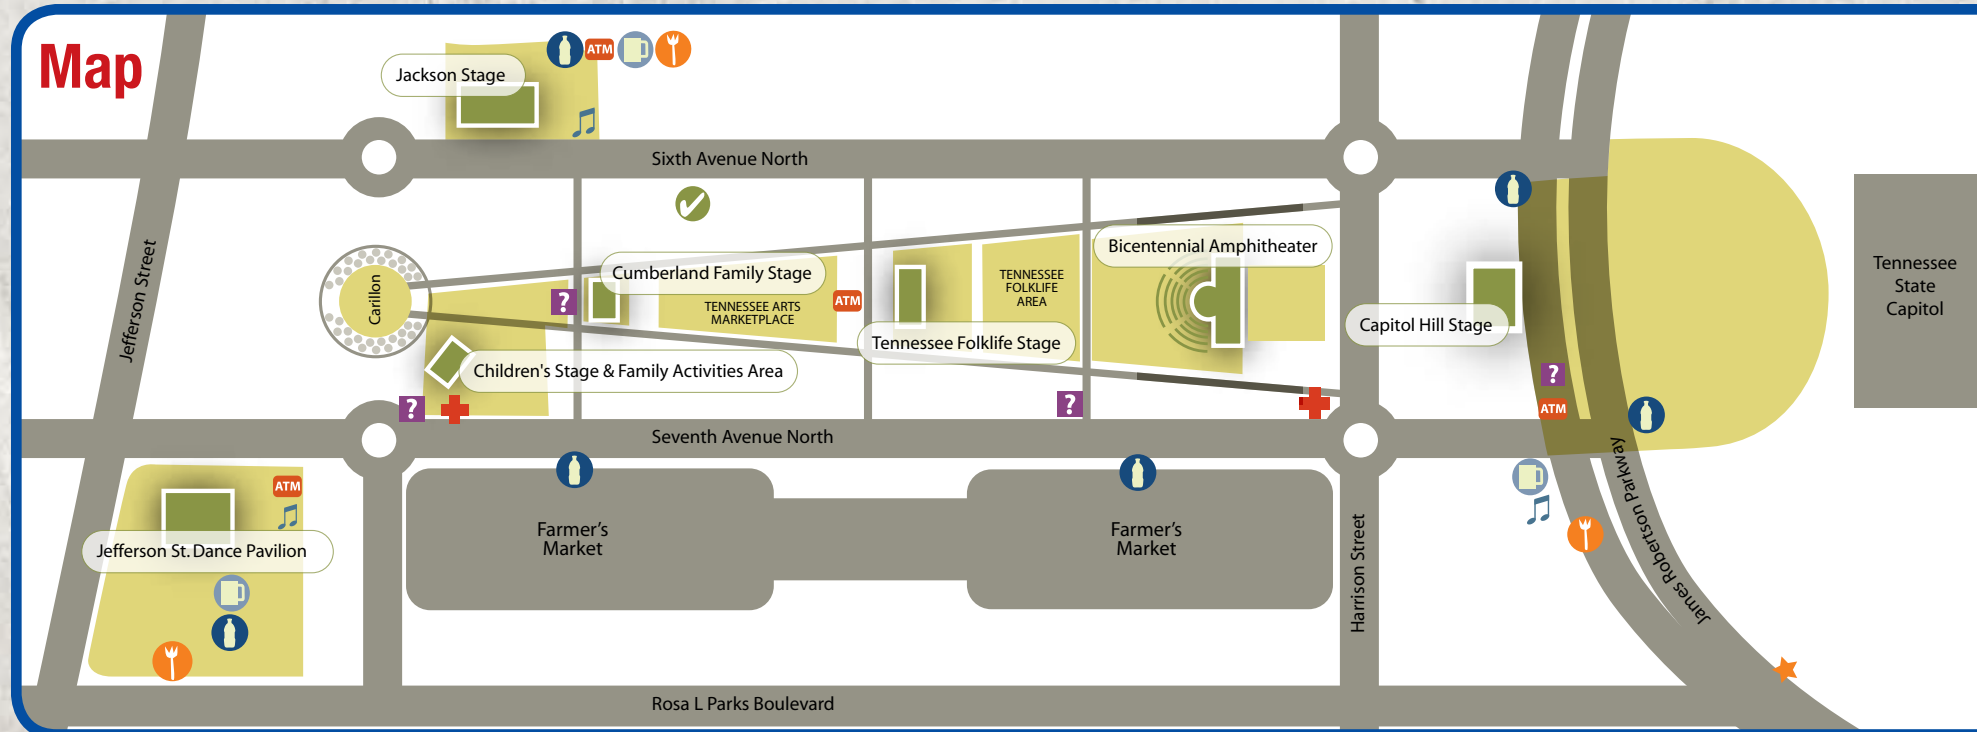 Map
Jackson Stage
ATM
Sixth Avenue North
Jefferson Street
Carillon
?
Cumberland Family Stage
TENNESSEE ARTS
MARKETPLACE
ATM
TENNESSEE
FOLKLIFE
AREA
Bicentennial Amphitheater
Tennessee Folklife Stage
Capitol Hill Stage
Tennessee
State
Capitol
Children's Stage & Family Activities Area
?
?
?
ATM
Seventh Avenue North
ATM
Jefferson St. Dance Pavilion
Farmer's
Market
Farmer's
Market
Harrison Street
James Robertson Parkway
Rosa L Parks Boulevard